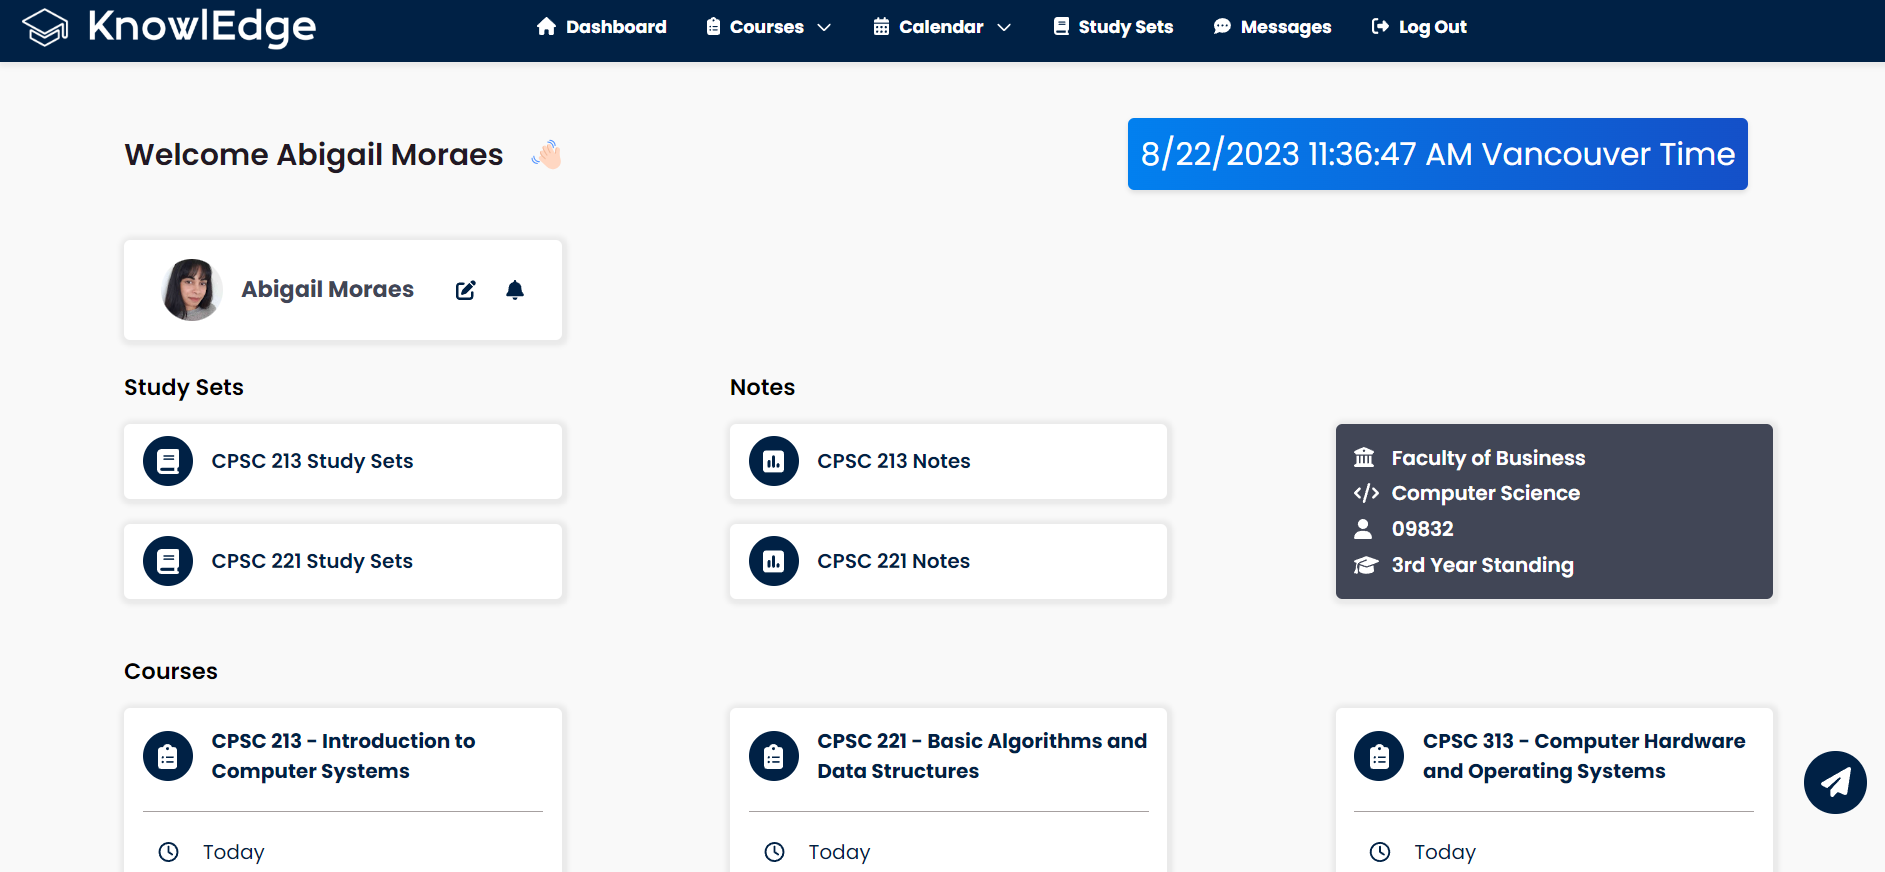 KnowlEdge
Dashboard
Courses
Calendar
Study Sets
Messages
Log Out
Welcome Abigail Moraes
8/22/2023 11:36:47 AM Vancouver Time
Abigail Moraes
Study Sets
Notes
CPSC 213 Study Sets
CPSC 213 Notes
CPSC 221 Study Sets
CPSC 221 Notes
Faculty of Business
Computer Science
09832
3rd Year Standing
Courses
CPSC 213 - Introduction to
Computer Systems
Today
CPSC 221 - Basic Algorithms and
Data Structures
Today
CPSC 313 - Computer Hardware
and Operating Systems
Today